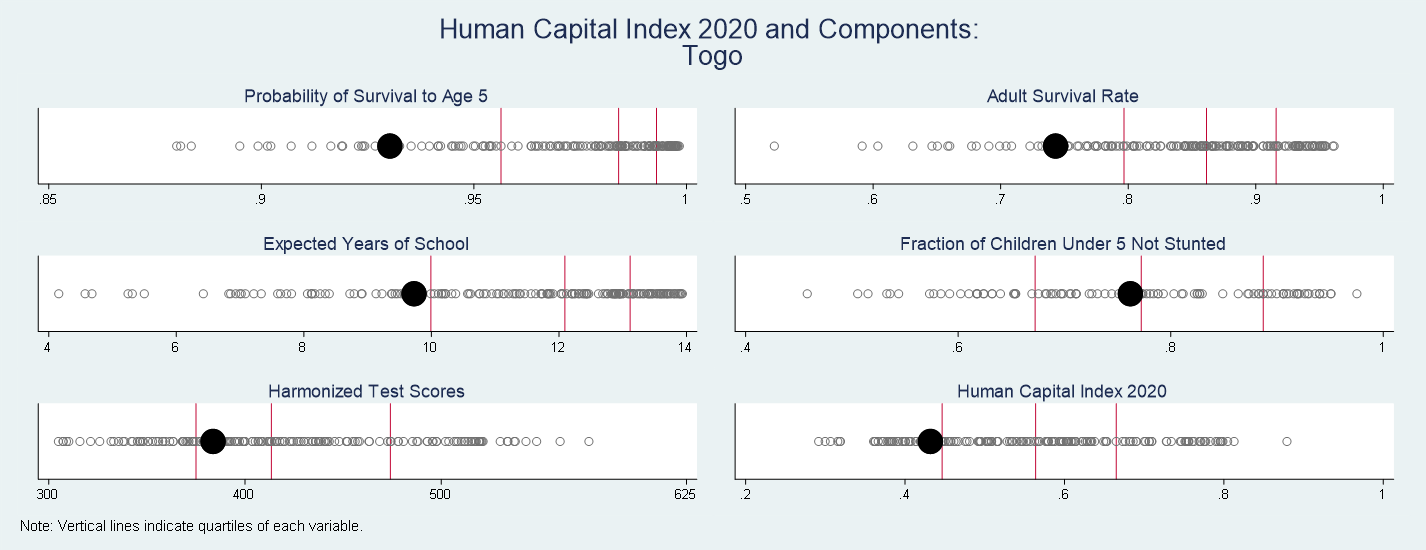 Human Capital Index 2020 and Components:
Togo
Probability of Survival to Age 5
.85 .9 .95 1
Adult Survival Rate
.5 .6 .7 .8 .9 1
Expected Years of School
4 6 8 10 12 14
Fraction of Children Under 5 Not Stunted
.4 .6 .8 1
Harmonized Test Scores
300 400 500 625
Human Capital Index 2020
.2 .4 .6 .8 1
Note: Vertical lines indicate quartiles of each variable.